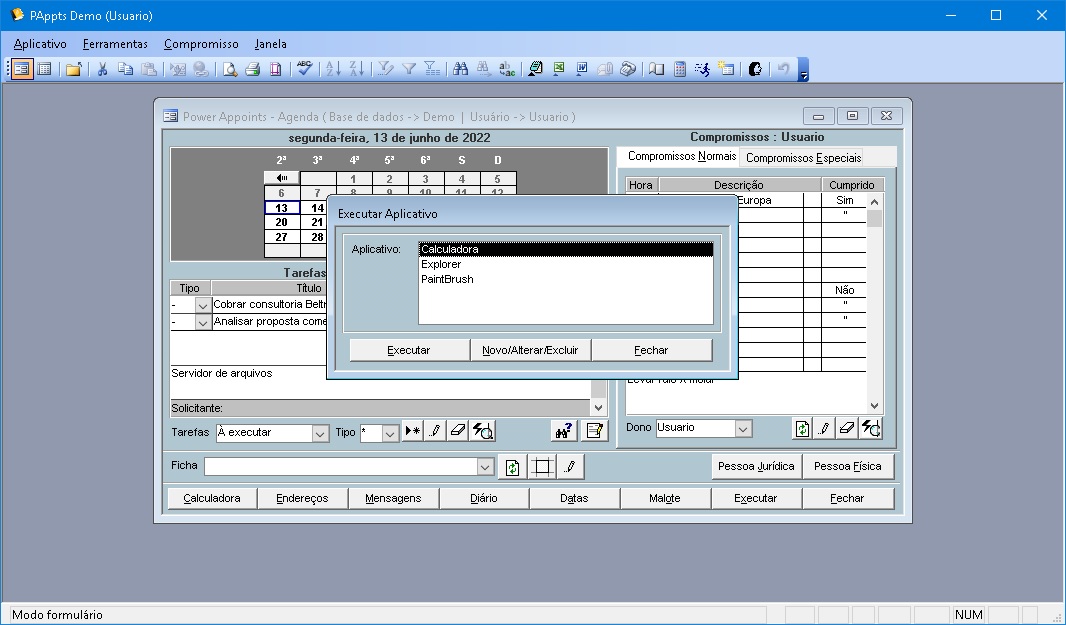 PAppts Demo (Usuario)
Aplicativo Ferramentas Compromisso Janela
Power Appoints - Agenda ( Base de dados -> Demo | Usuário -> Usuario )
segunda-feira, 13 de junho de 2022
2ª 3ª 4ª 5ª 6ª S D
1 2 3 4 5
6 7 8 9 10 11 12
13 14
20 21
27 28
Tarefas
Tipo Título
- Cobrar consultoria Beltr
- Analisar proposta come
Servidor de arquivos
Solicitante:
Tarefas À executar Tipo *
Compromissos : Usuario
Compromissos Normais Compromissos Especiais
Hora Descrição Cumprido
Europa Sim
"
Não
"
"
Levar raio X molar
Dono Usuario
Executar Aplicativo
Aplicativo: Calculadora
Explorer
PaintBrush
Executar Novo/Alterar/Excluir Fechar
Ficha Pessoa Jurídica Pessoa Física
Calculadora Endereços Mensagens Diário Datas Malote Executar Fechar
Modo formulário NUM